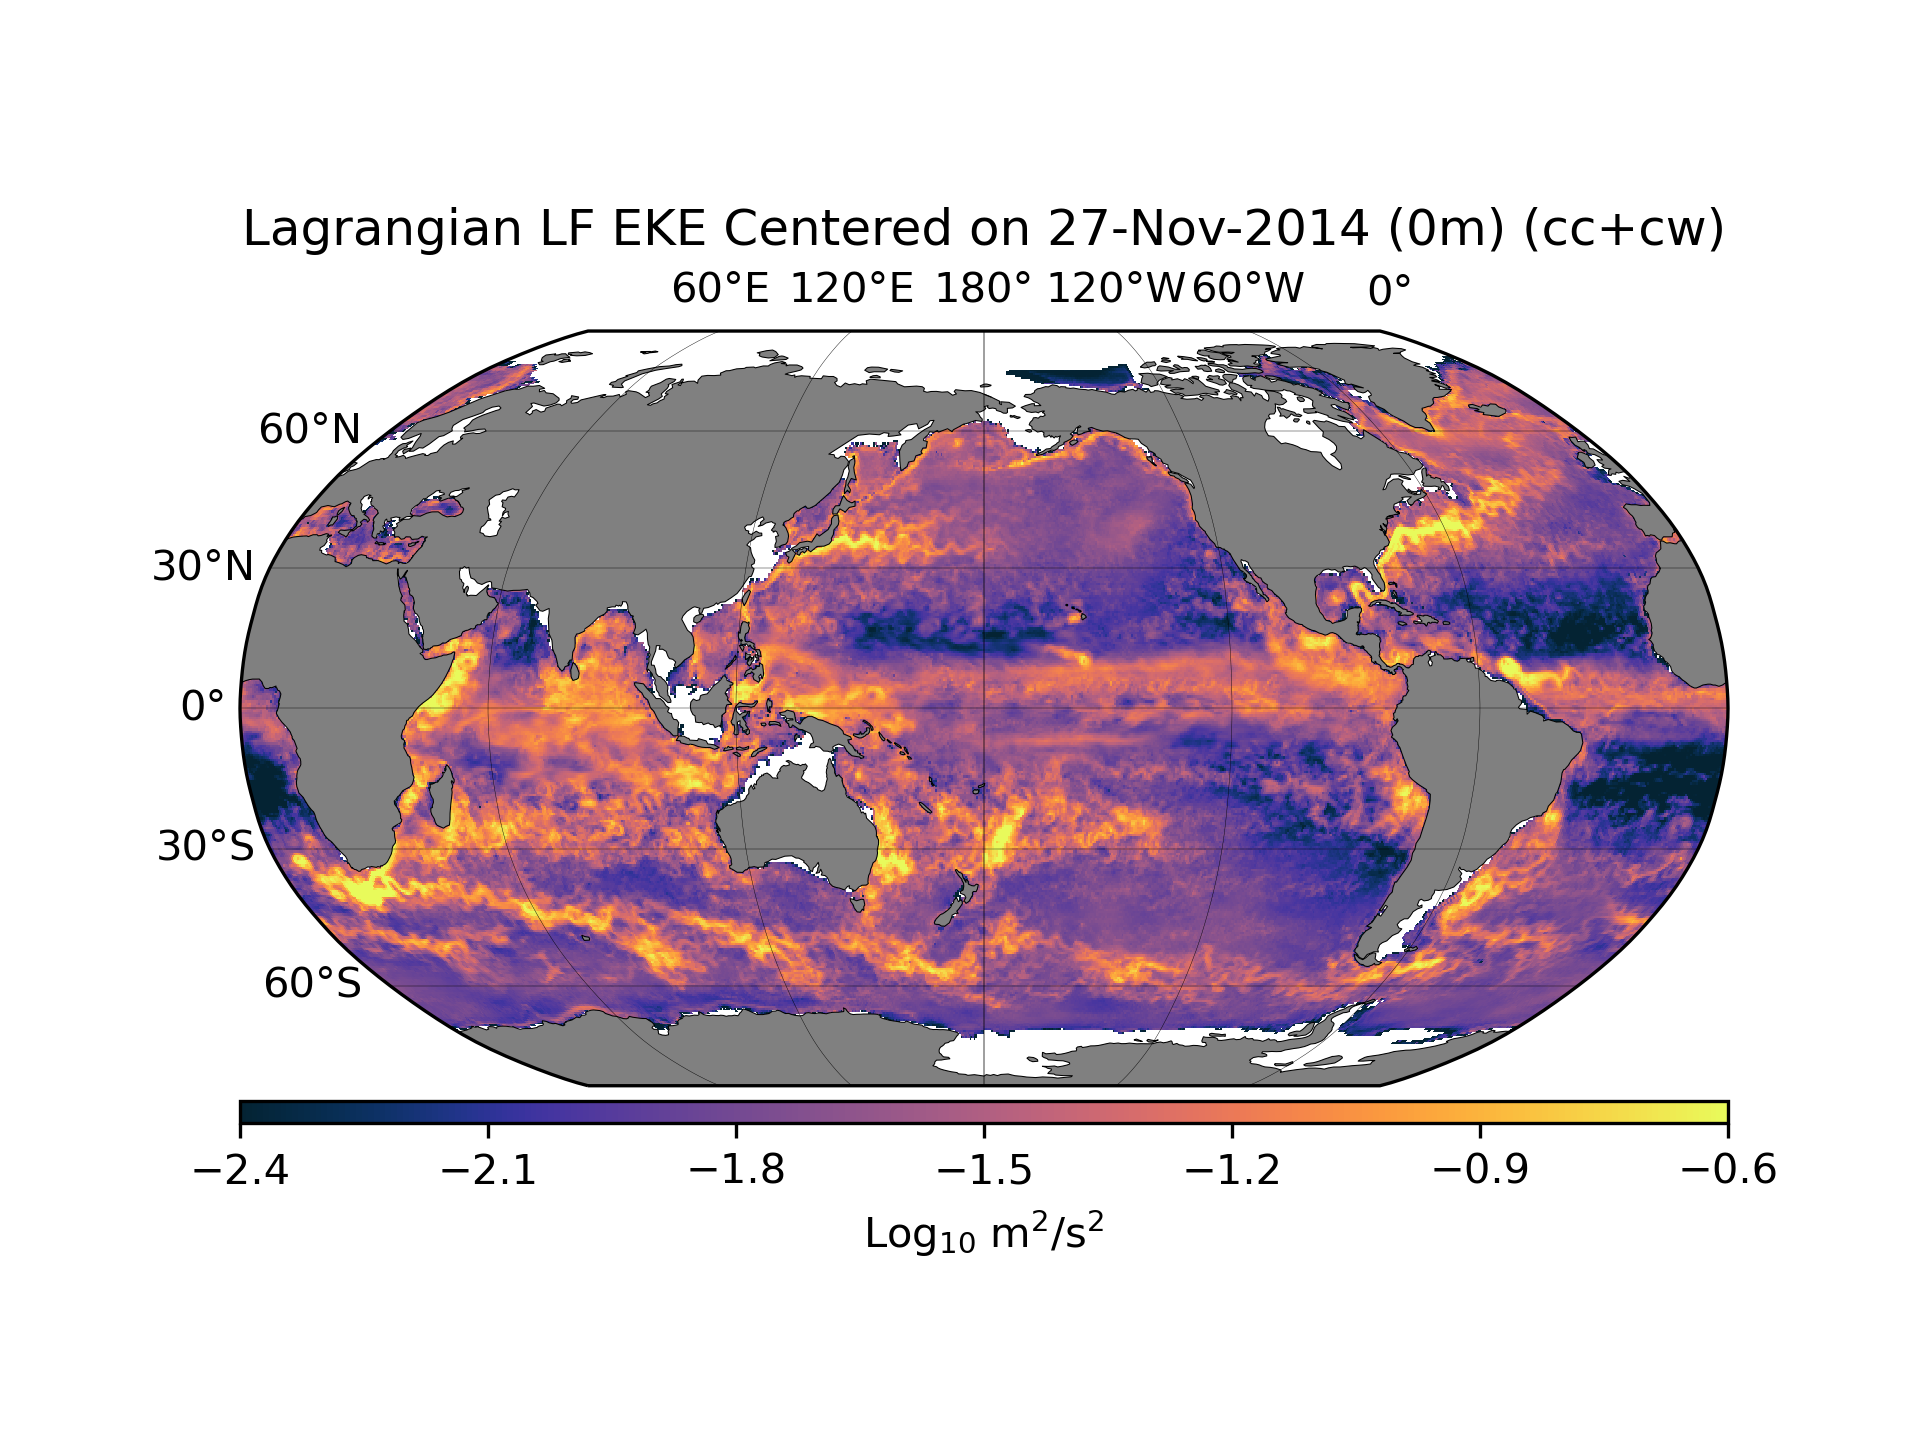 Lagrangian LF EKE Centered on 27-Nov-2014 (0m) (cc+cw)
60°E 120°E 180° 120°W 60°W 0°
60°N
30°N
0°
30°S
60°S
−2.4 −2.1 −1.8 −1.5 −1.2 −0.9 −0.6
Log₁₀ m²/s²